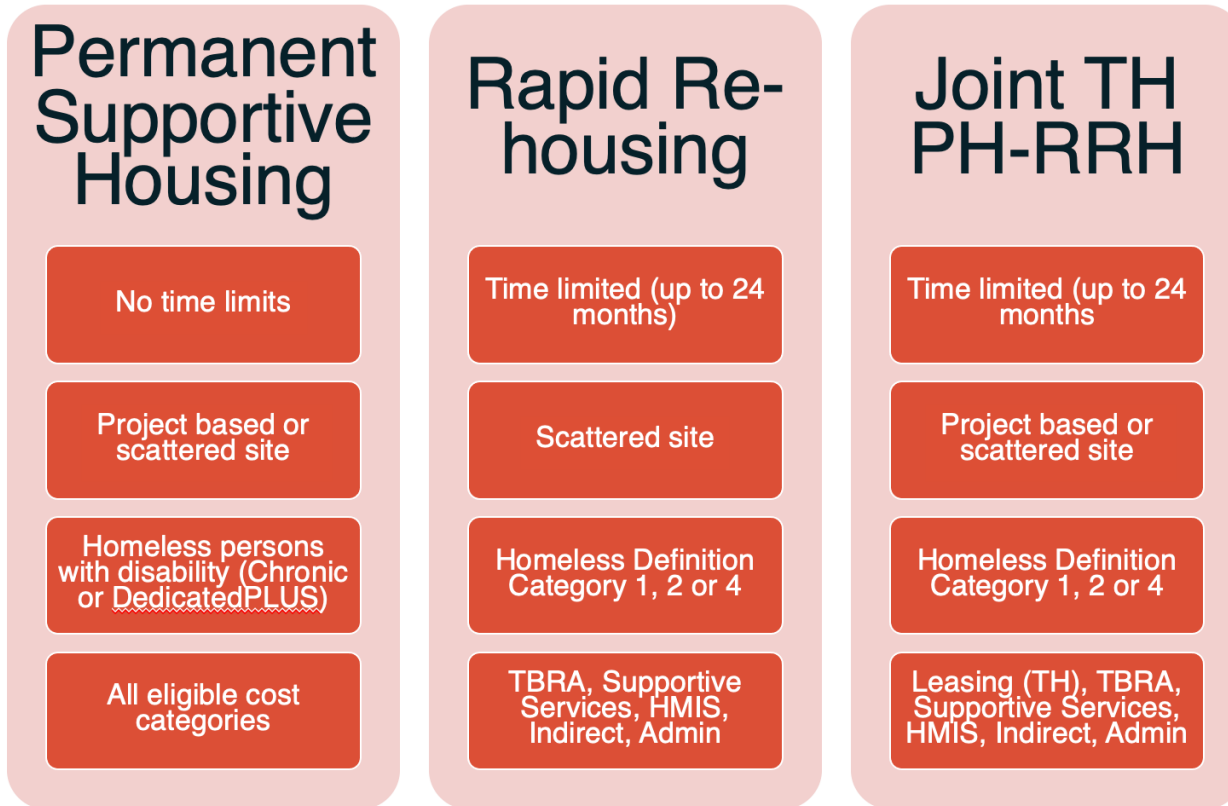 Permanent
Supportive
Housing
No time limits
Project based or
scattered site
Homeless persons
with disability (Chronic
or DedicatedPLUS)
All eligible cost
categories
Rapid Re-
housing
Time limited (up to 24
months)
Scattered site
Homeless Definition
Category 1, 2 or 4
TBRA, Supportive
Services, HMIS,
Indirect, Admin
Joint TH
PH-RRH
Time limited (up to 24
months
Project based or
scattered site
Homeless Definition
Category 1, 2 or 4
Leasing (TH), TBRA,
Supportive Services,
HMIS, Indirect, Admin